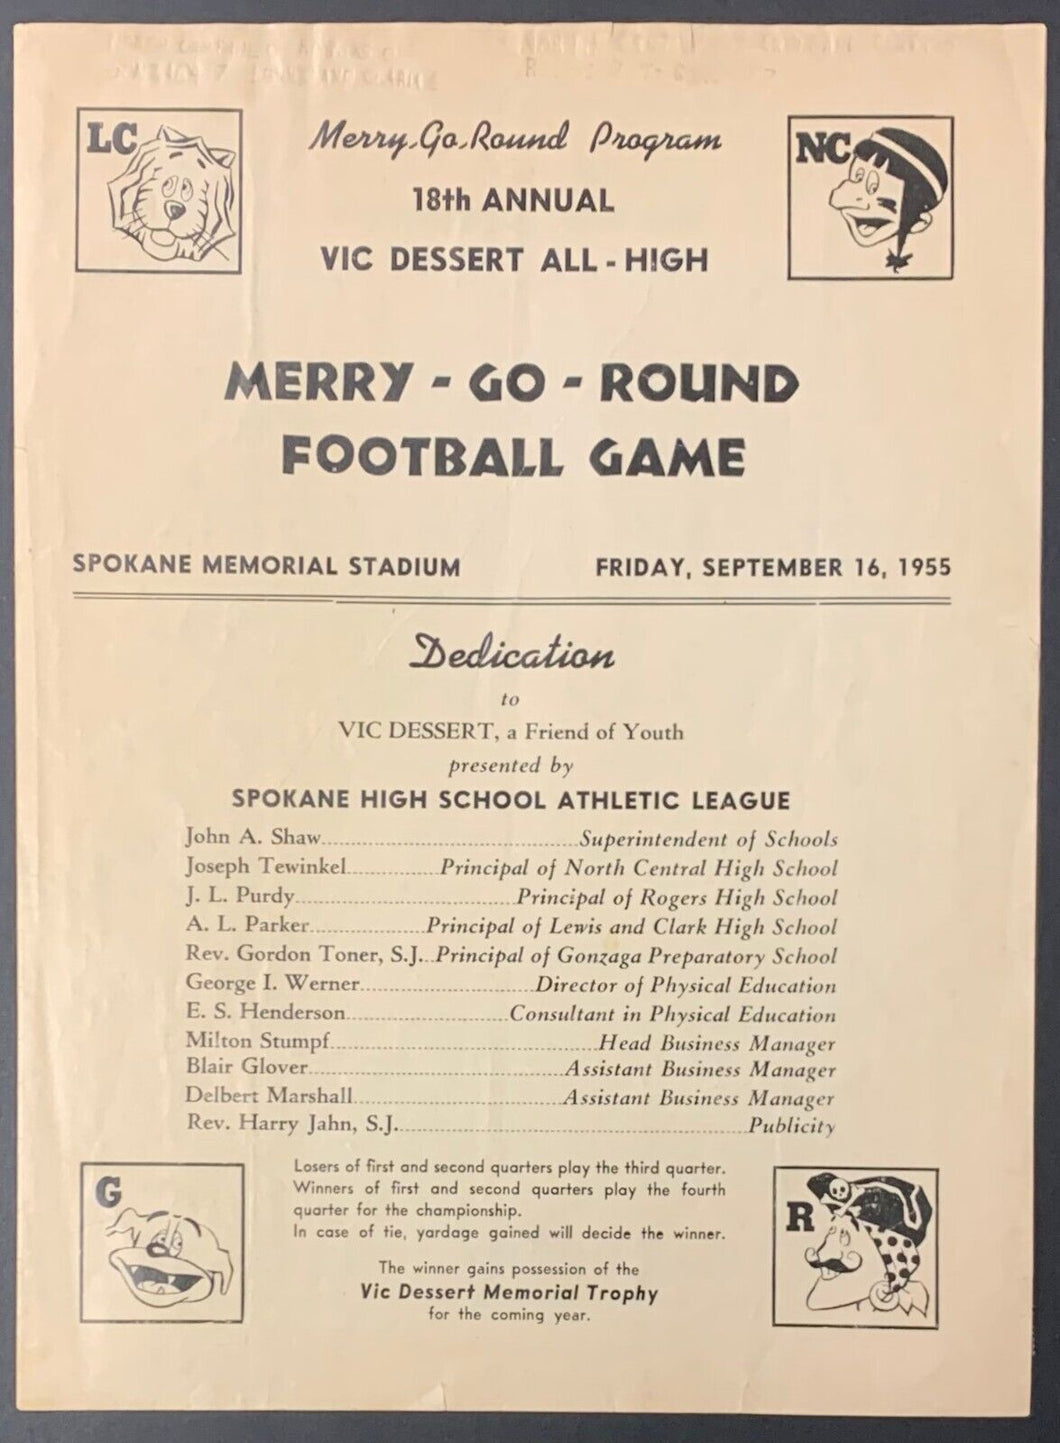 LC
Merry-Go-Round Program
NC
18th ANNUAL
VIC DESSERT ALL - HIGH
MERRY - GO - ROUND
FOOTBALL GAME
SPOKANE MEMORIAL STADIUM FRIDAY, SEPTEMBER 16, 1955
Dedication
to
VIC DESSERT, a Friend of Youth
presented by
SPOKANE HIGH SCHOOL ATHLETIC LEAGUE
John A. Shaw Superintendent of Schools
Joseph Tewinkel Principal of North Central High School
J. L. Purdy Principal of Rogers High School
A. L. Parker Principal of Lewis and Clark High School
Rev. Gordon Toner, S.J. Principal of Gonzaga Preparatory School
George I. Werner Director of Physical Education
E. S. Henderson Consultant in Physical Education
Milton Stumpf Head Business Manager
Blair Glover Assistant Business Manager
Delbert Marshall Assistant Business Manager
Rev. Harry Jahn, S.J. Publicity
G
Losers of first and second quarters play the third quarter.
Winners of first and second quarters play the fourth
quarter for the championship.
In case of tie, yardage gained will decide the winner.
R
The winner gains possession of the
Vic Dessert Memorial Trophy
for the coming year.